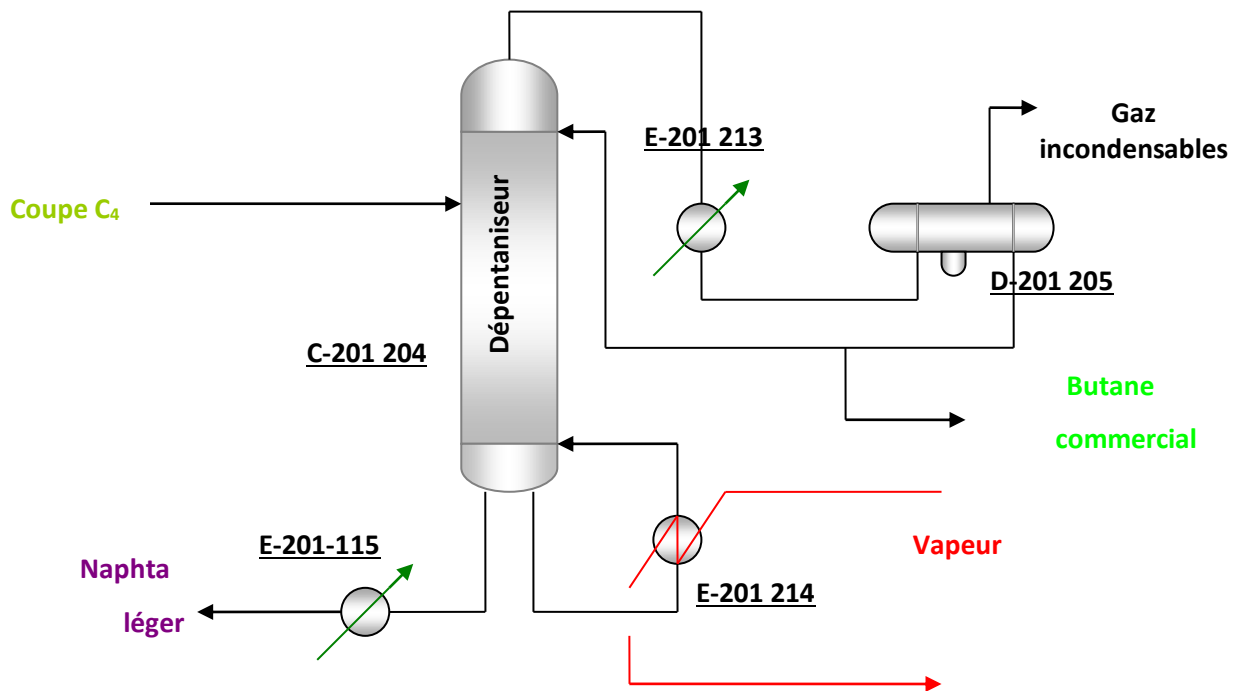 E-201 213
Gaz
incondensables
Coupe C₄
Dépentaniseur
D-201 205
C-201 204
Butane
commercial
E-201-115
Vapeur
Naphta
léger
E-201 214